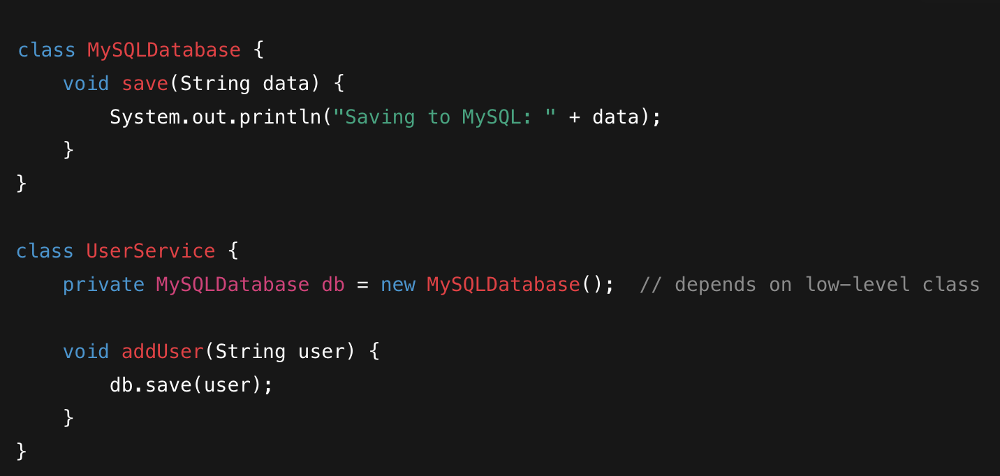 class MySQLDatabase {
    void save(String data) {
        System.out.println("Saving to MySQL: " + data);
    }
}

class UserService {
    private MySQLDatabase db = new MySQLDatabase();  // depends on low-level class

    void addUser(String user) {
        db.save(user);
    }
}